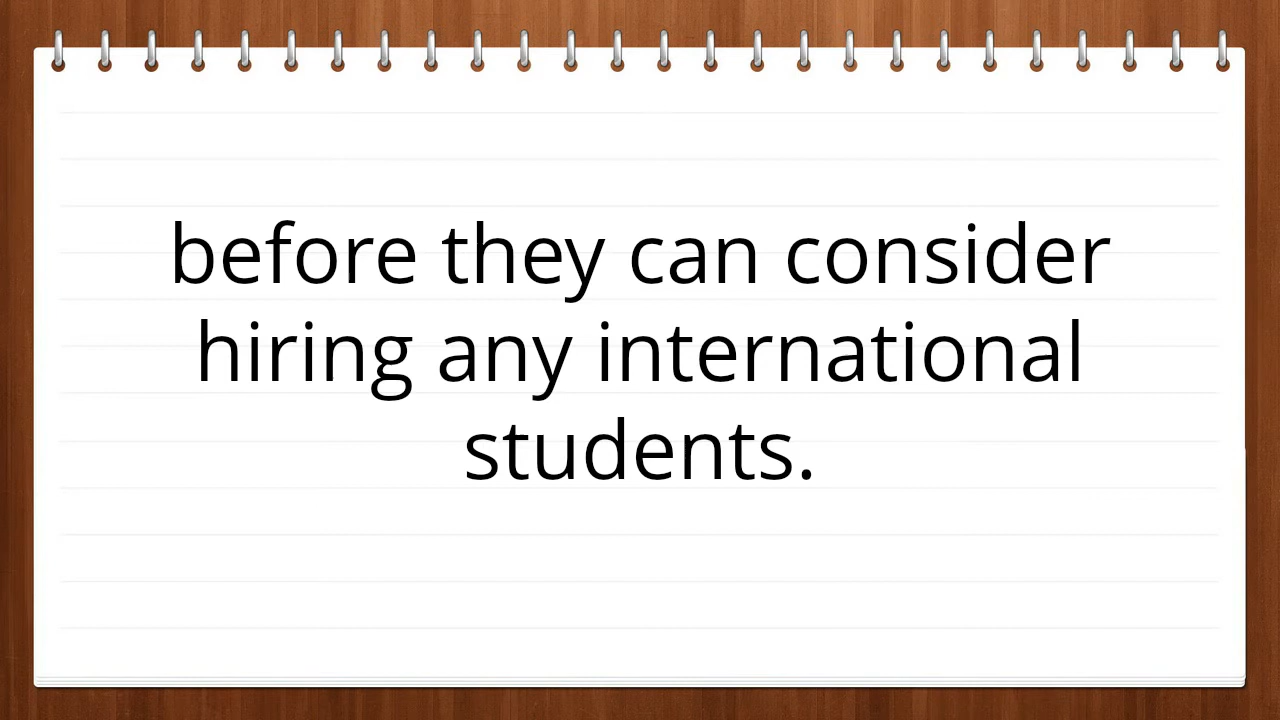 before they can consider
hiring any international
students.